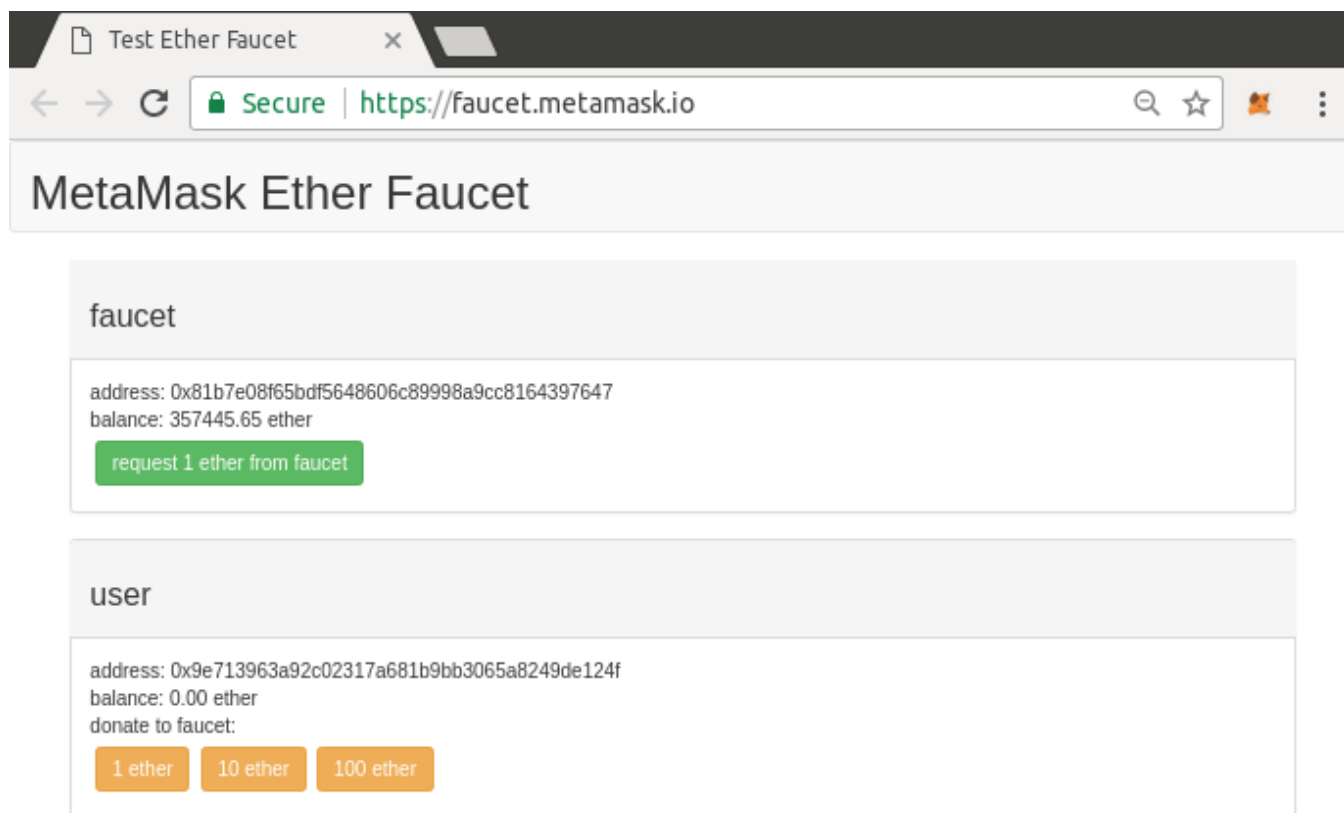 Test Ether Faucet
Secure | https://faucet.metamask.io
MetaMask Ether Faucet
faucet
address: 0x81b7e08f65bdf5648606c89998a9cc8164397647
balance: 357445.65 ether
request 1 ether from faucet
user
address: 0x9e713963a92c02317a681b9bb3065a8249de124f
balance: 0.00 ether
donate to faucet:
1 ether 10 ether 100 ether